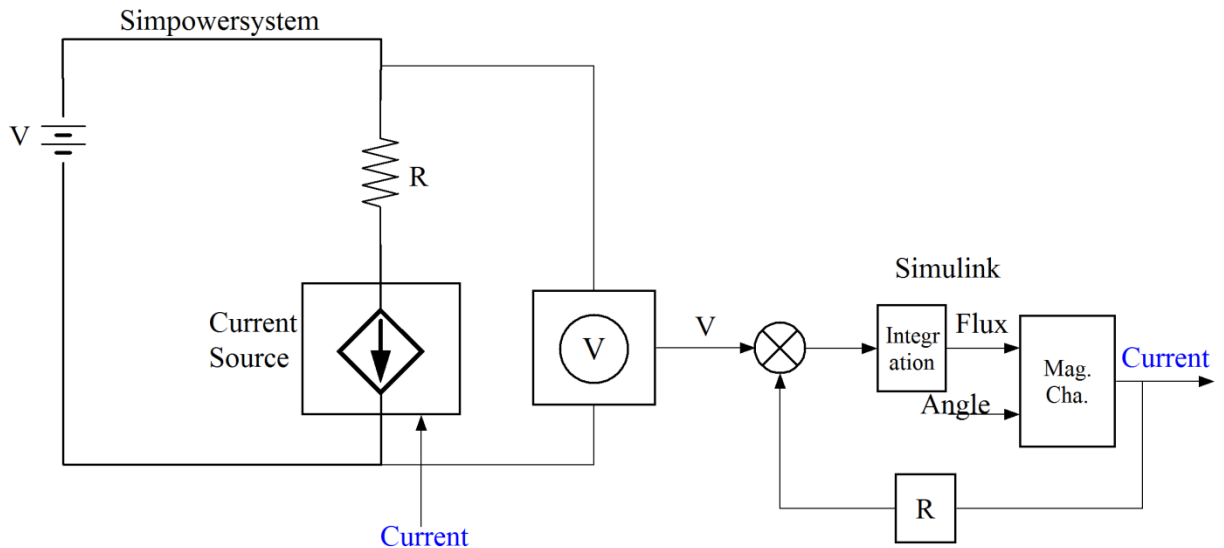 Simpowersystem
V
R
Current
Source
V
V
Simulink
Integr
ation
Flux
Angle
Mag.
Cha.
Current
R
Current